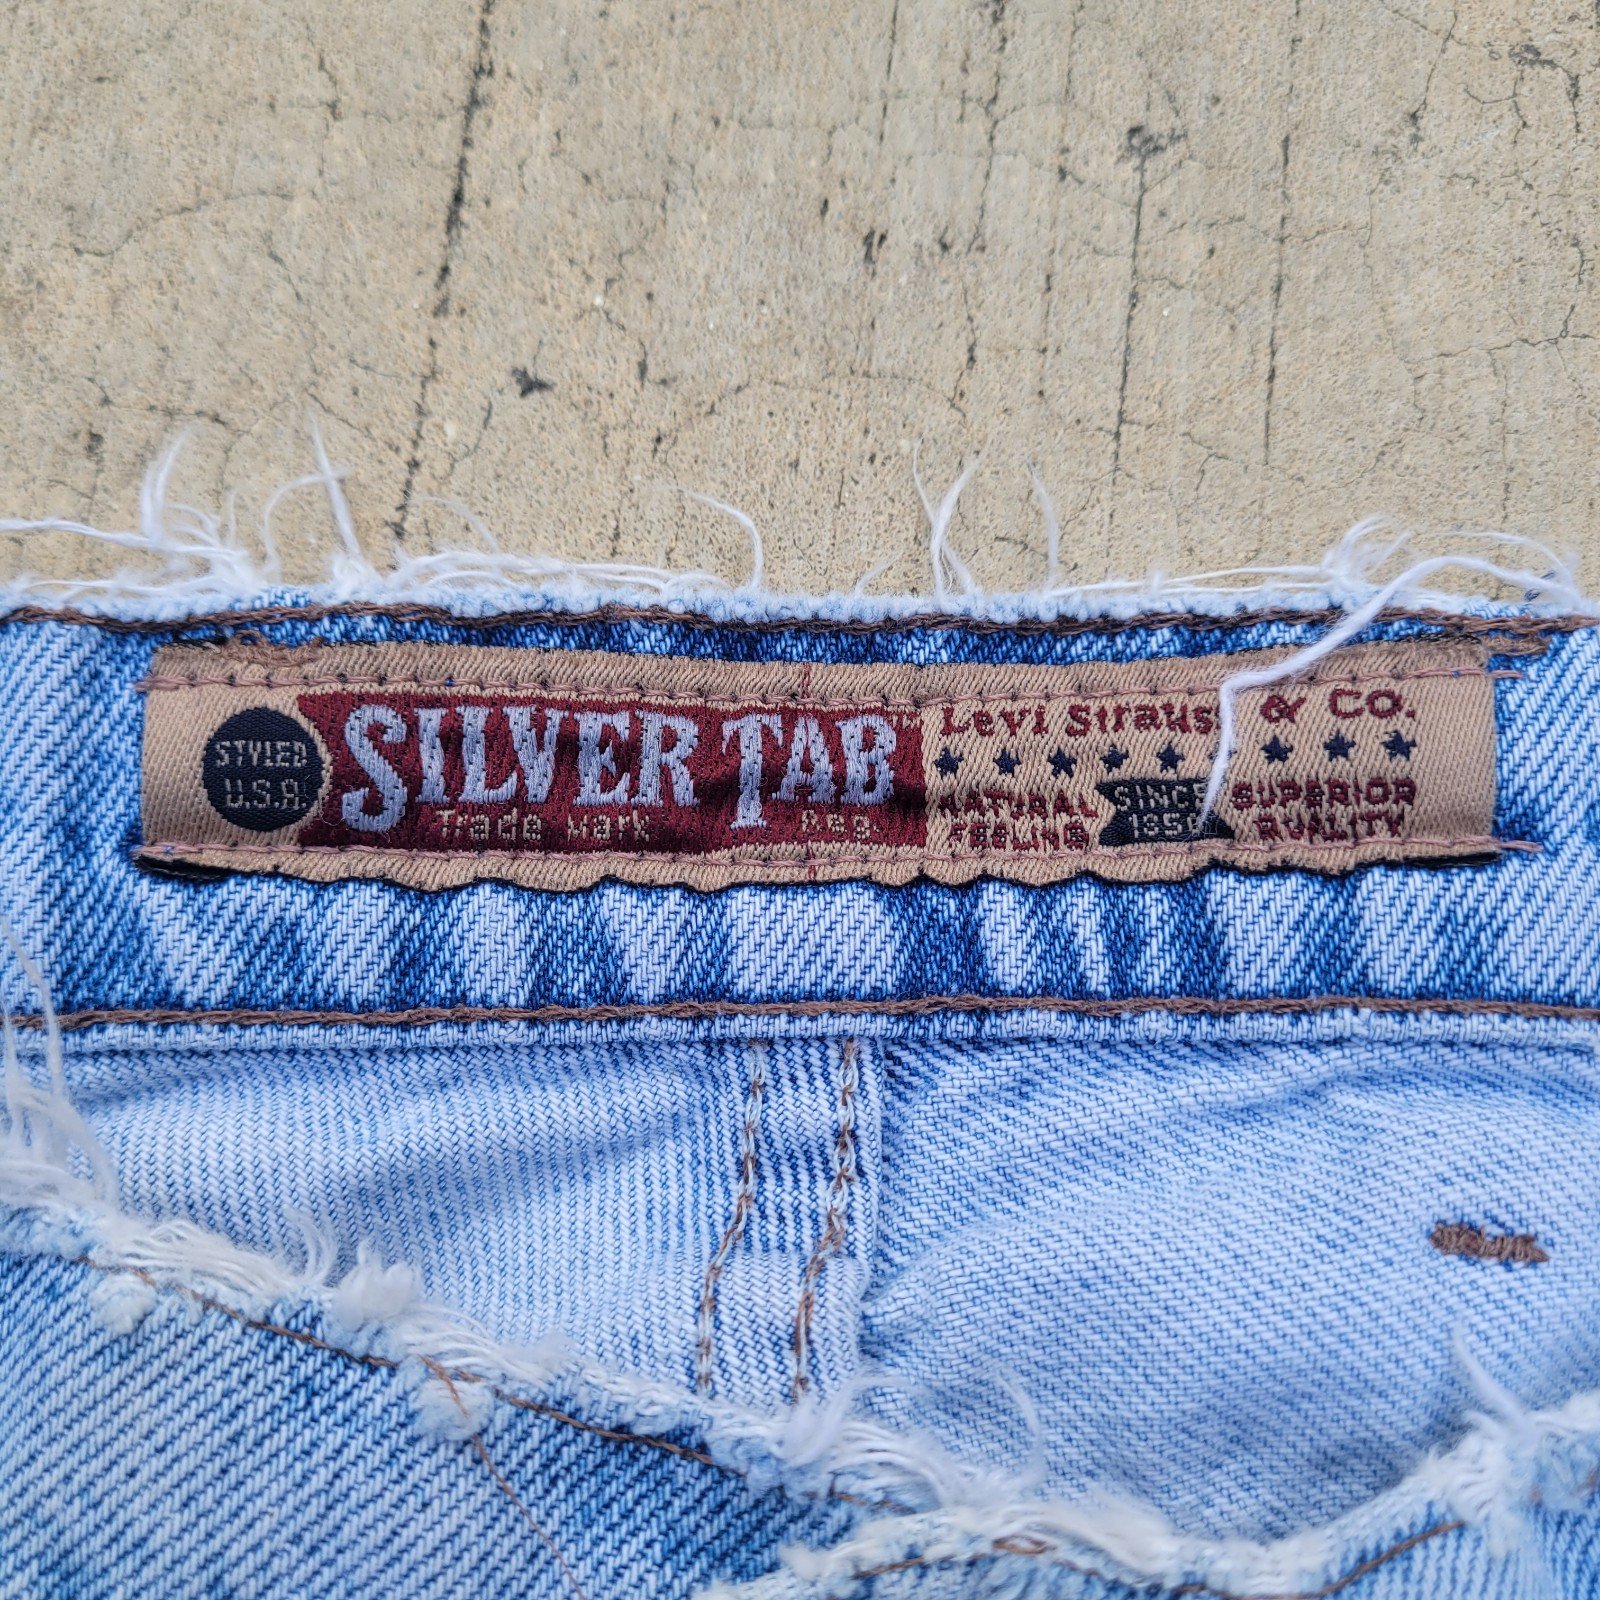 STYLED
U.S.A.
SILVER TAB
Trade Mark Reg.
Levi Strauss & CO.
NATURAL
FEELING
SINCE
1850
SUPERIOR
QUALITY